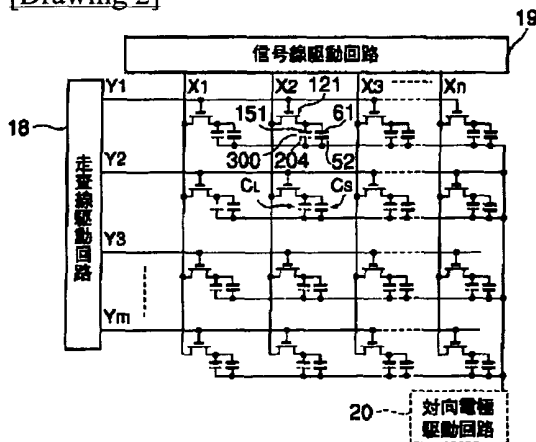 [Drawing 2]
19
信号線駆動回路
18
走査線駆動回路
Y1
X1
X2
121
X3
Xn
151
61
300
204
52
Y2
CL
CS
Y3
Ym
20
対向電極
駆動回路